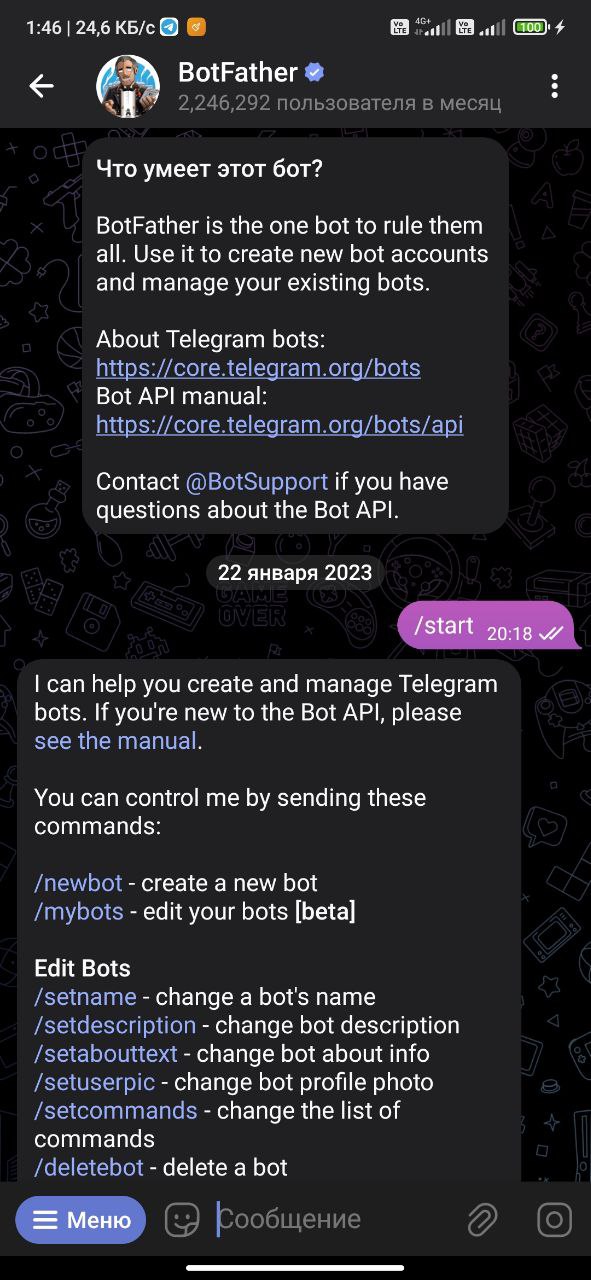 1:46 | 24,6 КБ/с
Vo LTE 4G+ Vo LTE 100
BotFather
2,246,292 пользователя в месяц
Что умеет этот бот?
BotFather is the one bot to rule them
all. Use it to create new bot accounts
and manage your existing bots.
About Telegram bots:
https://core.telegram.org/bots
Bot API manual:
https://core.telegram.org/bots/api
Contact @BotSupport if you have
questions about the Bot API.
22 января 2023
GAME
OVER
/start 20:18
I can help you create and manage Telegram
bots. If you're new to the Bot API, please
see the manual.
You can control me by sending these
commands:
/newbot - create a new bot
/mybots - edit your bots [beta]
Edit Bots
/setname - change a bot's name
/setdescription - change bot description
/setabouttext - change bot about info
/setuserpic - change bot profile photo
/setcommands - change the list of
commands
/deletebot - delete a bot
Меню
Сообщение